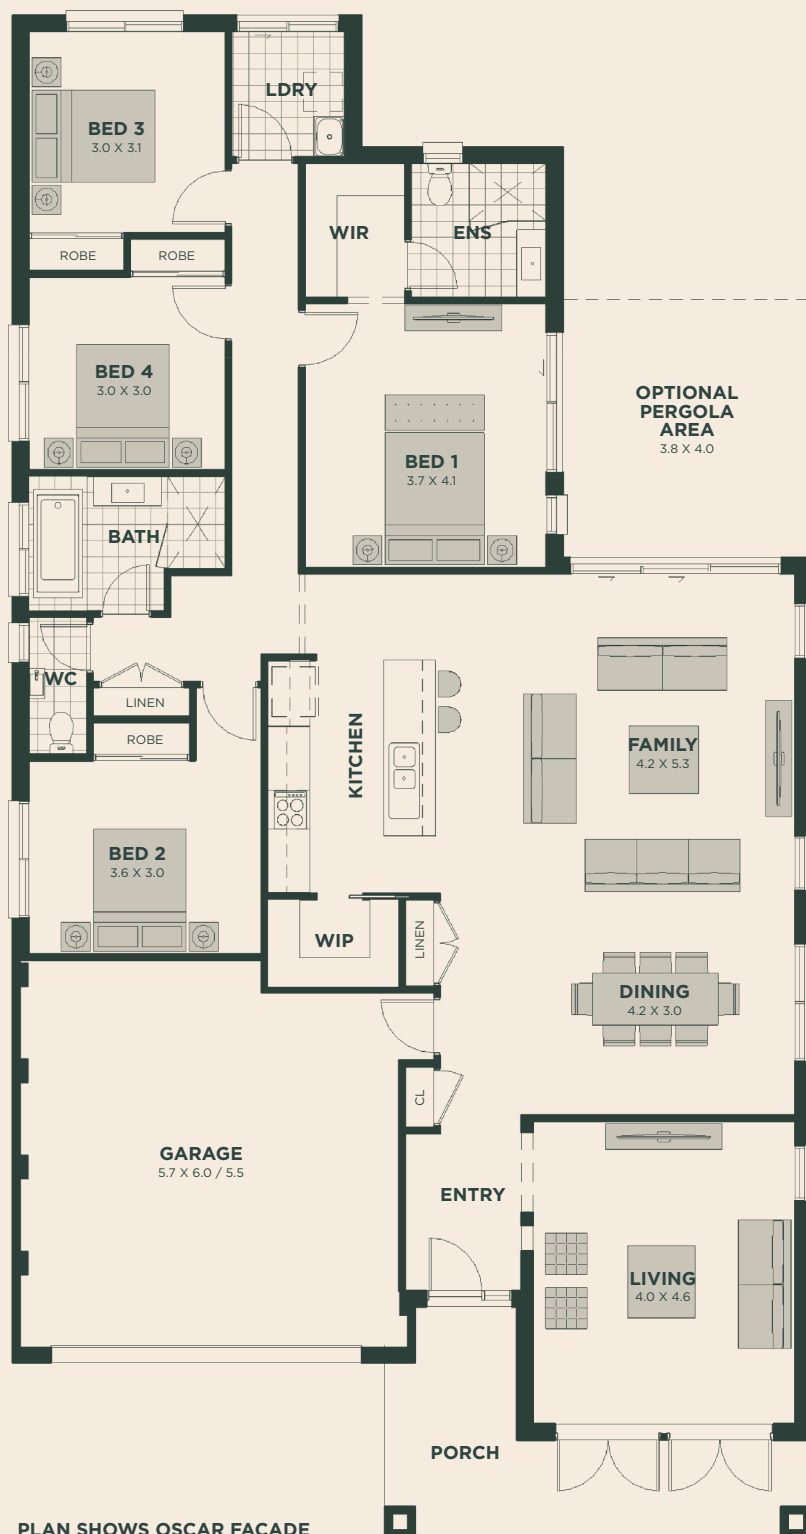 LDRY
BED 3
3.0 X 3.1
WIR
ENS
ROBE
ROBE
BED 4
3.0 X 3.0
OPTIONAL
PERGOLA
AREA
3.8 X 4.0
BED 1
3.7 X 4.1
BATH
WC
LINEN
ROBE
KITCHEN
FAMILY
4.2 X 5.3
BED 2
3.6 X 3.0
WIP
LINEN
DINING
4.2 X 3.0
CL
GARAGE
5.7 X 6.0 / 5.5
ENTRY
LIVING
4.0 X 4.6
PORCH
PLAN SHOWS OSCAR FACADE